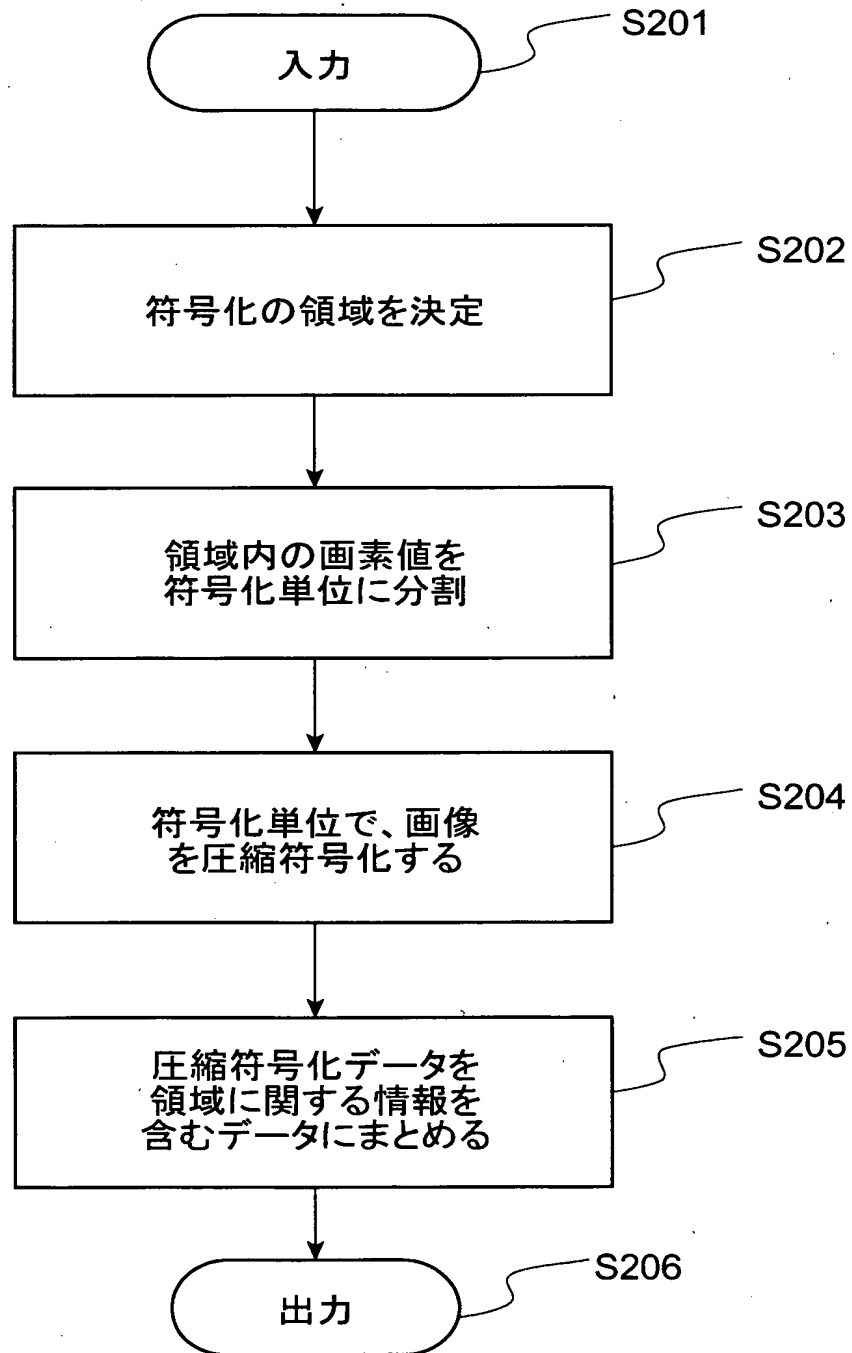 S201
入力
S202
符号化の領域を決定
S203
領域内の画素値を
符号化単位に分割
S204
符号化単位で、画像
を圧縮符号化する
S205
圧縮符号化データを
領域に関する情報を
含むデータにまとめる
S206
出力